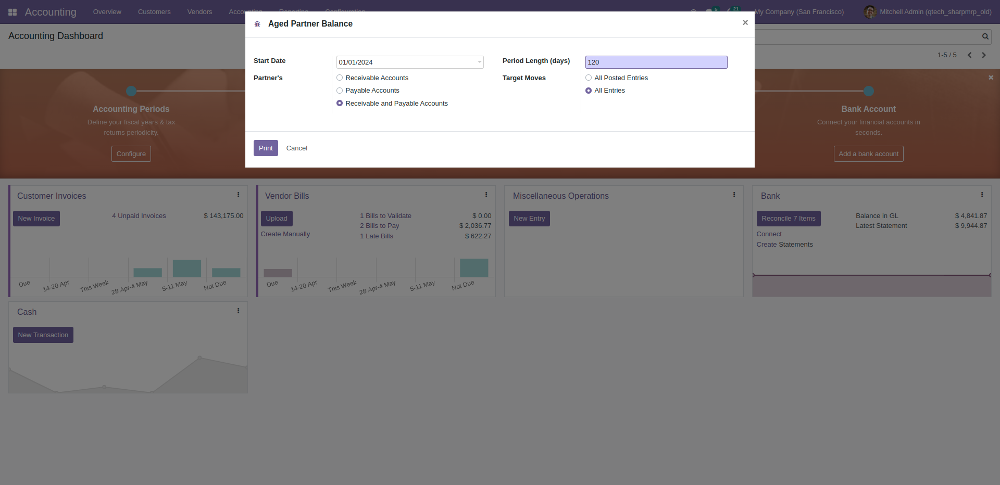 Accounting
Overview
Customers
Vendors
Accounting
Reporting
Configuration
5
21
My Company (San Francisco)
Mitchell Admin (qtech_sharpmrp_old)
Aged Partner Balance
×
Accounting Dashboard
1-5 / 5
Start Date
01/01/2024
Period Length (days)
120
Partner's
Receivable Accounts
Payable Accounts
Receivable and Payable Accounts
Target Moves
All Posted Entries
All Entries
Print
Cancel
Accounting Periods
Define your fiscal years & tax
returns periodicity.
Configure
Bank Account
Connect your financial accounts in
seconds.
Add a bank account
Customer Invoices
New Invoice
4 Unpaid Invoices $ 143,175.00
Due
14-20 Apr
This Week
28 Apr-4 May
5-11 May
Not Due
Vendor Bills
Upload
Create Manually
1 Bills to Validate $ 0.00
2 Bills to Pay $ 2,036.77
1 Late Bills $ 622.27
Due
14-20 Apr
This Week
28 Apr-4 May
5-11 May
Not Due
Miscellaneous Operations
New Entry
Bank
Reconcile 7 Items
Connect
Create Statements
Balance in GL $ 4,841.87
Latest Statement $ 9,944.87
Cash
New Transaction